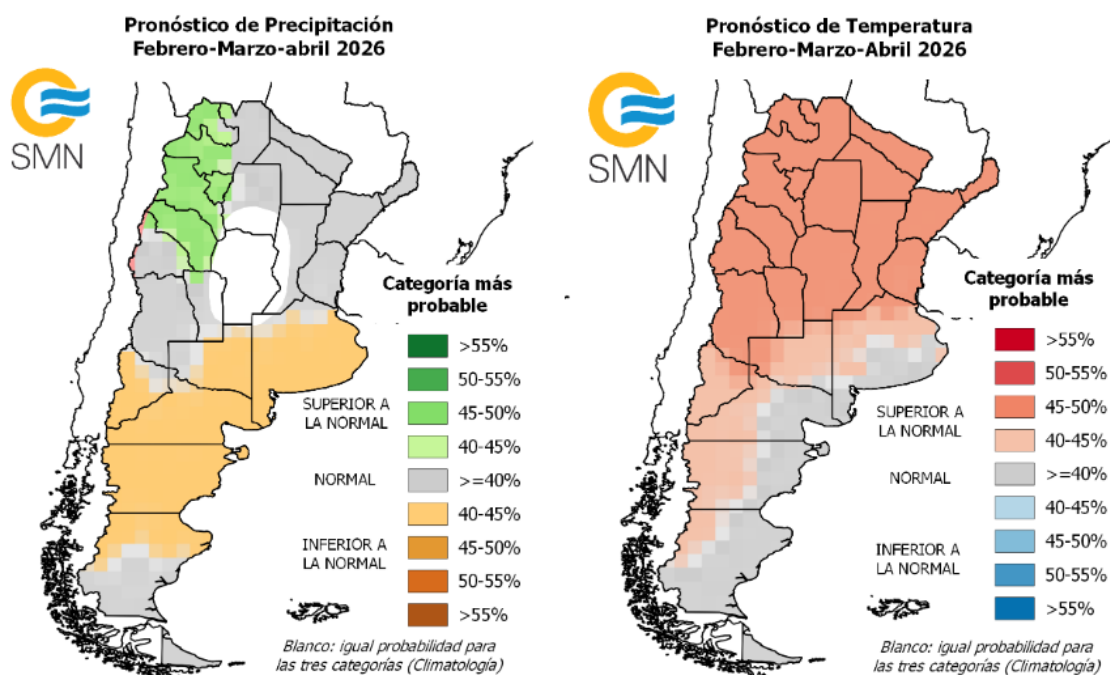 Pronóstico de Precipitación
Febrero-Marzo-abril 2026
SMN
Categoría más
probable
>55%
50-55%
SUPERIOR A
LA NORMAL
45-50%
40-45%
NORMAL
>=40%
40-45%
INFERIOR A
LA NORMAL
45-50%
50-55%
>55%
Blanco: igual probabilidad para
las tres categorías (Climatología)
Pronóstico de Temperatura
Febrero-Marzo-Abril 2026
SMN
Categoría más
probable
>55%
50-55%
SUPERIOR A
LA NORMAL
45-50%
40-45%
NORMAL
>=40%
40-45%
INFERIOR A
LA NORMAL
45-50%
50-55%
>55%
Blanco: igual probabilidad para
las tres categorías (Climatología)